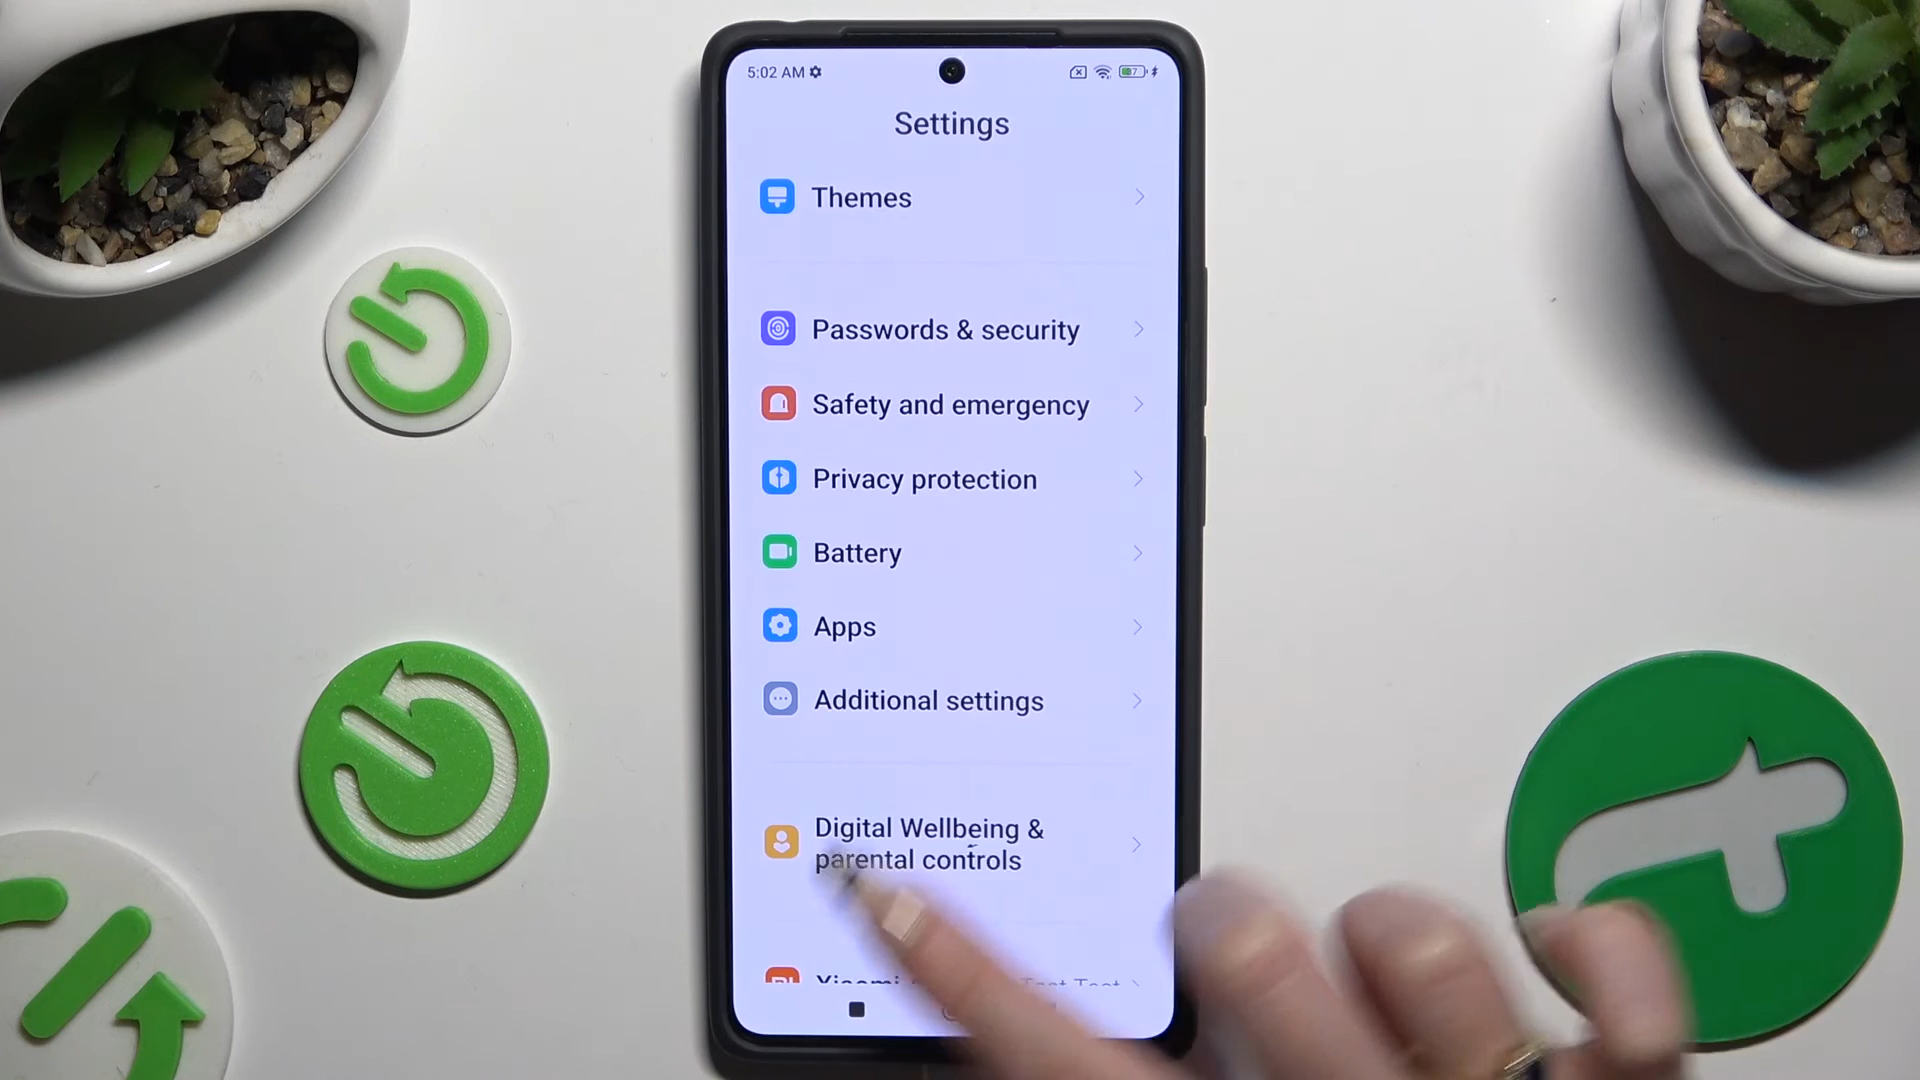 5:02 AM
Settings
Themes
Passwords & security
Safety and emergency
Privacy protection
Battery
Apps
Additional settings
Digital Wellbeing &
parental controls
Xiaomi